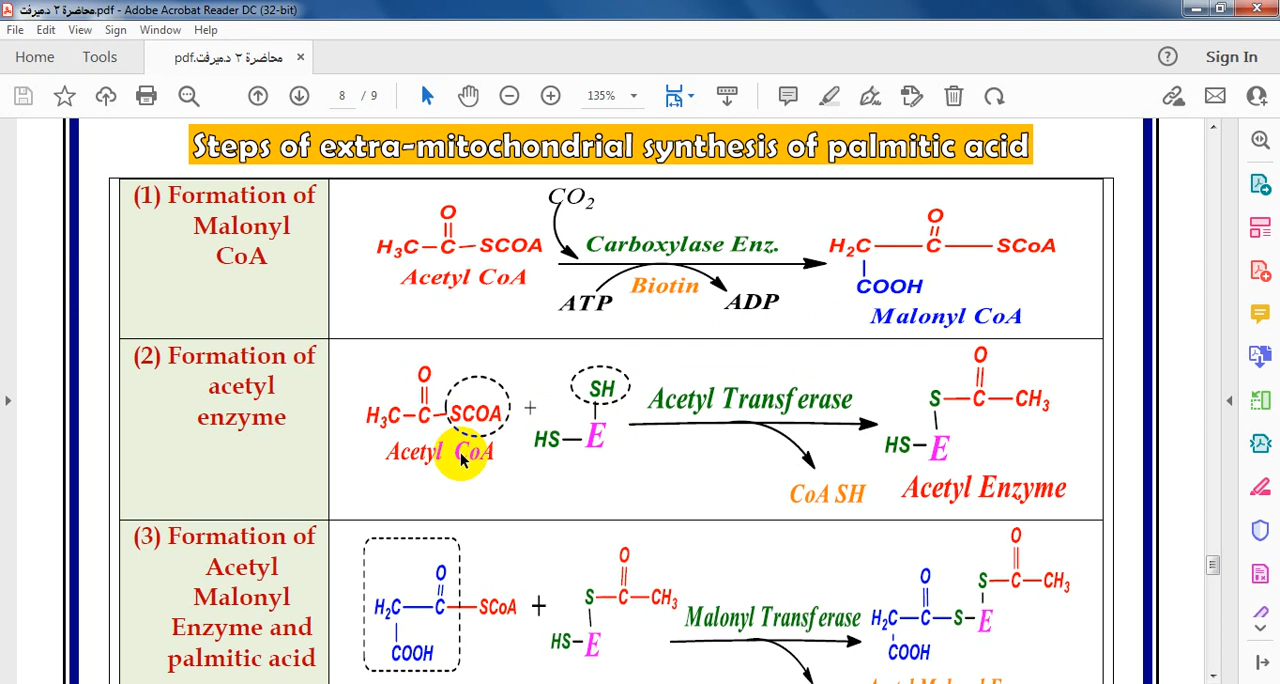 محاضرة ٢ د.ميرفت.pdf - Adobe Acrobat Reader DC (32-bit)
File Edit View Sign Window Help
Home Tools محاضرة ٢ د.ميرفت.pdf × ? Sign In
8 / 9 135%
Steps of extra-mitochondrial synthesis of palmitic acid
(1) Formation of
Malonyl
CoA
CO2
O
H3C—C—SCOA
Acetyl CoA
Carboxylase Enz.
Biotin
ATP
ADP
O
H2C—C—SCoA
COOH
Malonyl CoA
(2) Formation of
acetyl
enzyme
O
H3C—C—SCOA
Acetyl CoA
+
SH
HS—E
Acetyl Transferase
CoA SH
O
S—C—CH3
HS—E
Acetyl Enzyme
(3) Formation of
Acetyl
Malonyl
Enzyme and
palmitic acid
O
H2C—C—SCoA
COOH
+
O
S—C—CH3
HS—E
Malonyl Transferase
O
S—C—CH3
O
H2C—C—S—E
COOH